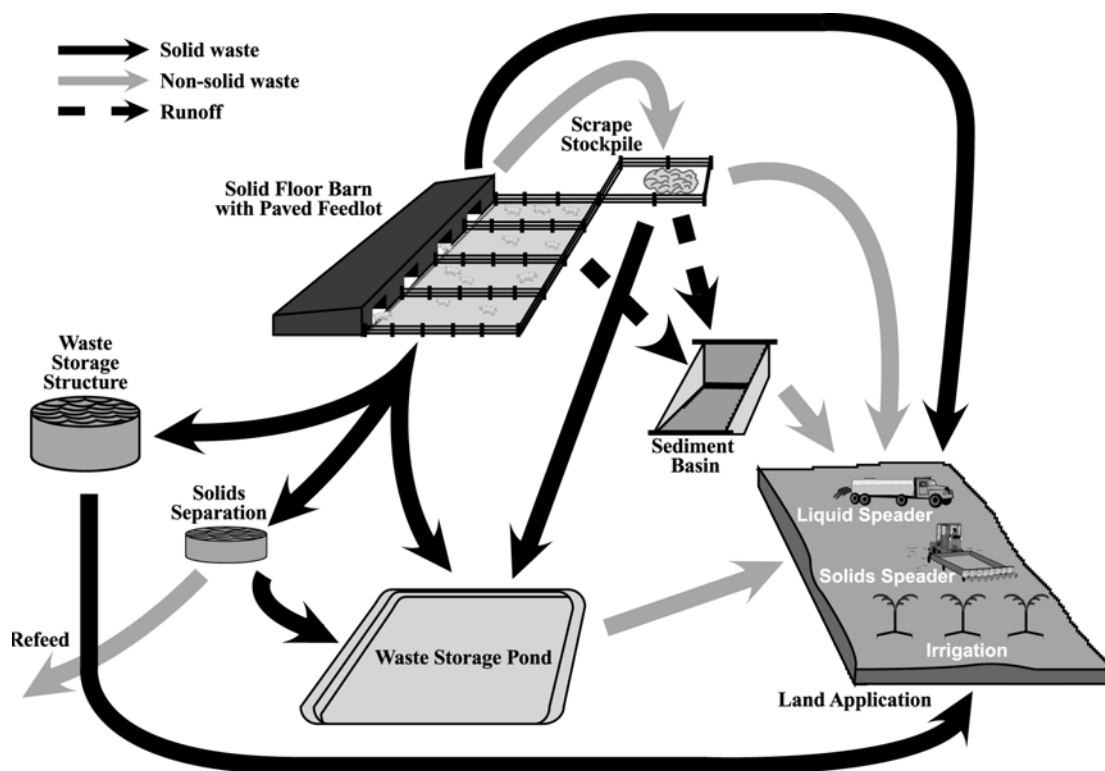 Solid waste
Non-solid waste
Runoff
Scrape
Stockpile
Solid Floor Barn
with Paved Feedlot
Waste
Storage
Structure
Sediment
Basin
Solids
Separation
Liquid Speader
Solids Speader
Refeed
Waste Storage Pond
Irrigation
Land Application